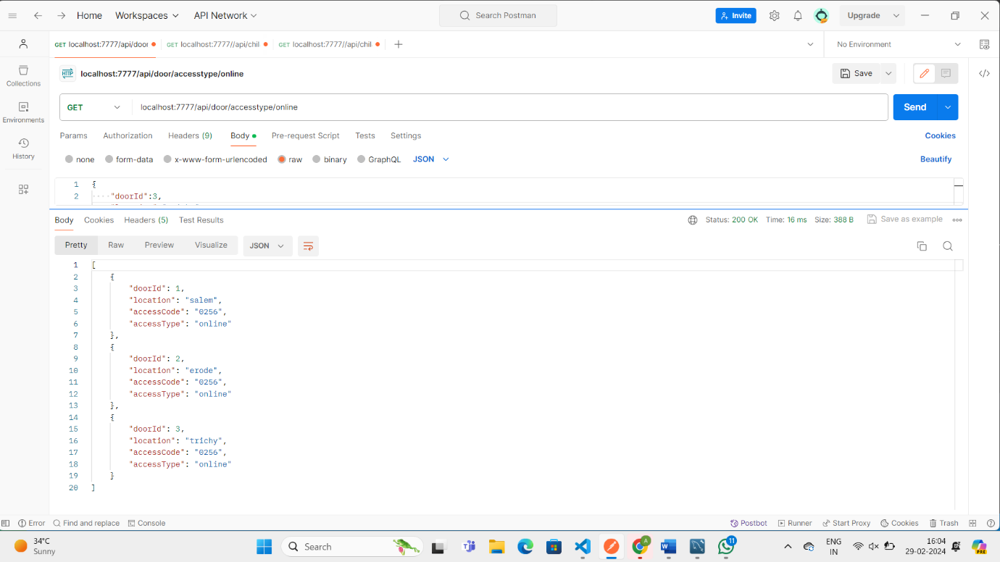 Home Workspaces API Network Search Postman Invite Upgrade
GET localhost:7777/api/door GET localhost:7777//api/chil GET localhost:7777//api/chil No Environment
HTTP localhost:7777/api/door/accesstype/online Save
GET localhost:7777/api/door/accesstype/online Send
Collections
Environments
History
Params Authorization Headers (9) Body Pre-request Script Tests Settings Cookies
none form-data x-www-form-urlencoded raw binary GraphQL JSON Beautify
1 {
2 "doorId":3,
Body Cookies Headers (5) Test Results Status: 200 OK Time: 16 ms Size: 388 B Save as example
Pretty Raw Preview Visualize JSON
1 [
2 {
3 "doorId": 1,
4 "location": "salem",
5 "accessCode": "0256",
6 "accessType": "online"
7 },
8 {
9 "doorId": 2,
10 "location": "erode",
11 "accessCode": "0256",
12 "accessType": "online"
13 },
14 {
15 "doorId": 3,
16 "location": "trichy",
17 "accessCode": "0256",
18 "accessType": "online"
19 }
20 ]
Error Find and replace Console Postbot Runner Start Proxy Cookies Trash
34°C
Sunny
Search
A
11
ENG
IN
16:04
29-02-2024
PRE